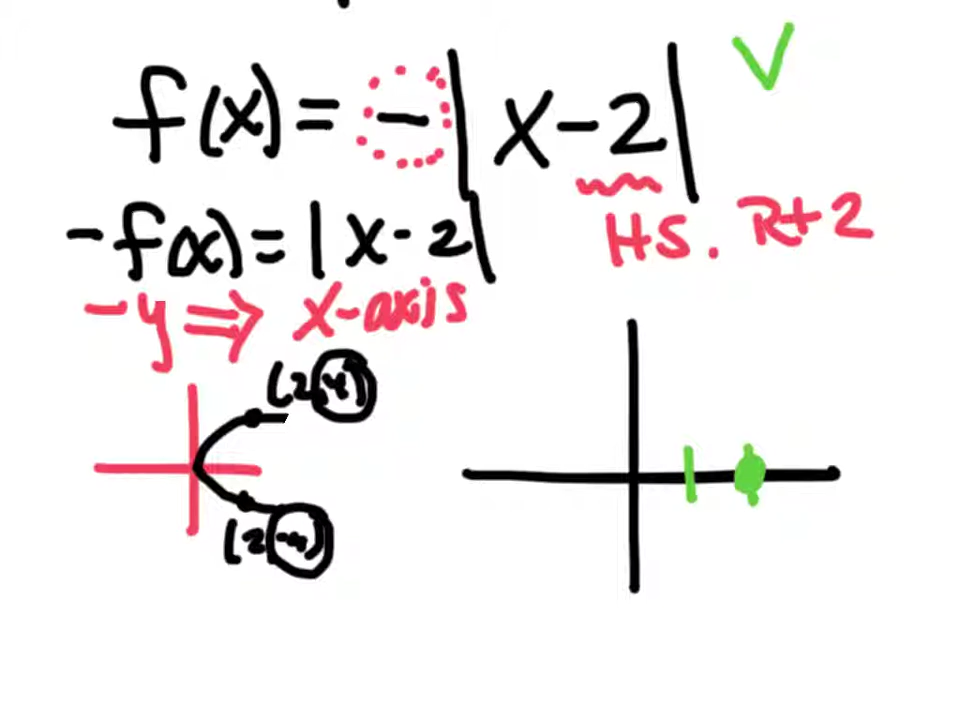 f(x) = -|x-2|
HS. R+2
-f(x) = |x-2|
-y ⇒ x-axis
(2,4)
(2,-4)